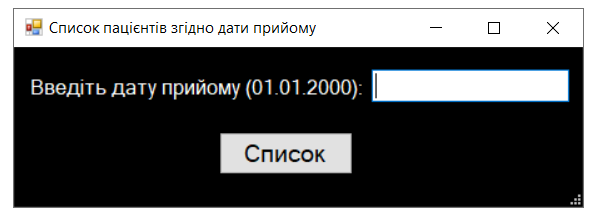 Список пацієнтів згідно дати прийому
Введіть дату прийому (01.01.2000):
Список